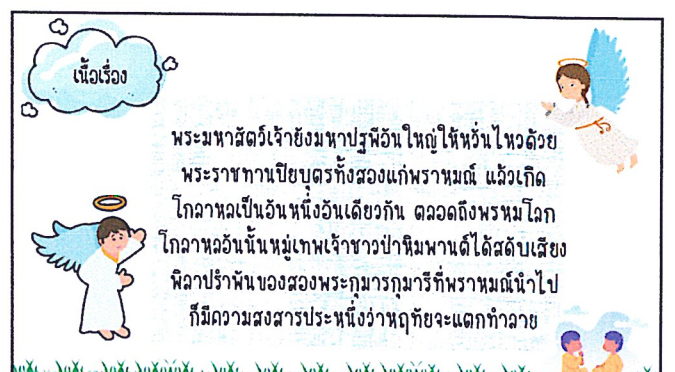 เนื้อเรื่อง
พระมหาสัตว์เจ้ายังมหาปฐพีอันใหญ่ให้หวั่นไหวด้วย
พระราชทานปิยบุตรทั้งสองแก่พราหมณ์ แล้วเกิด
โกลาหลเป็นอันหนึ่งอันเดียวกัน ตลอดถึงพรหมโลก
โกลาหลอันนั้นหมู่เทพเจ้าชาวป่าหิมพานต์ได้สดับเสียง
พิลาปรำพันของสองพระกุมารกุมารีที่พราหมณ์นำไป
ก็มีความสงสารประหนึ่งว่าหฤทัยจะแตกทำลาย